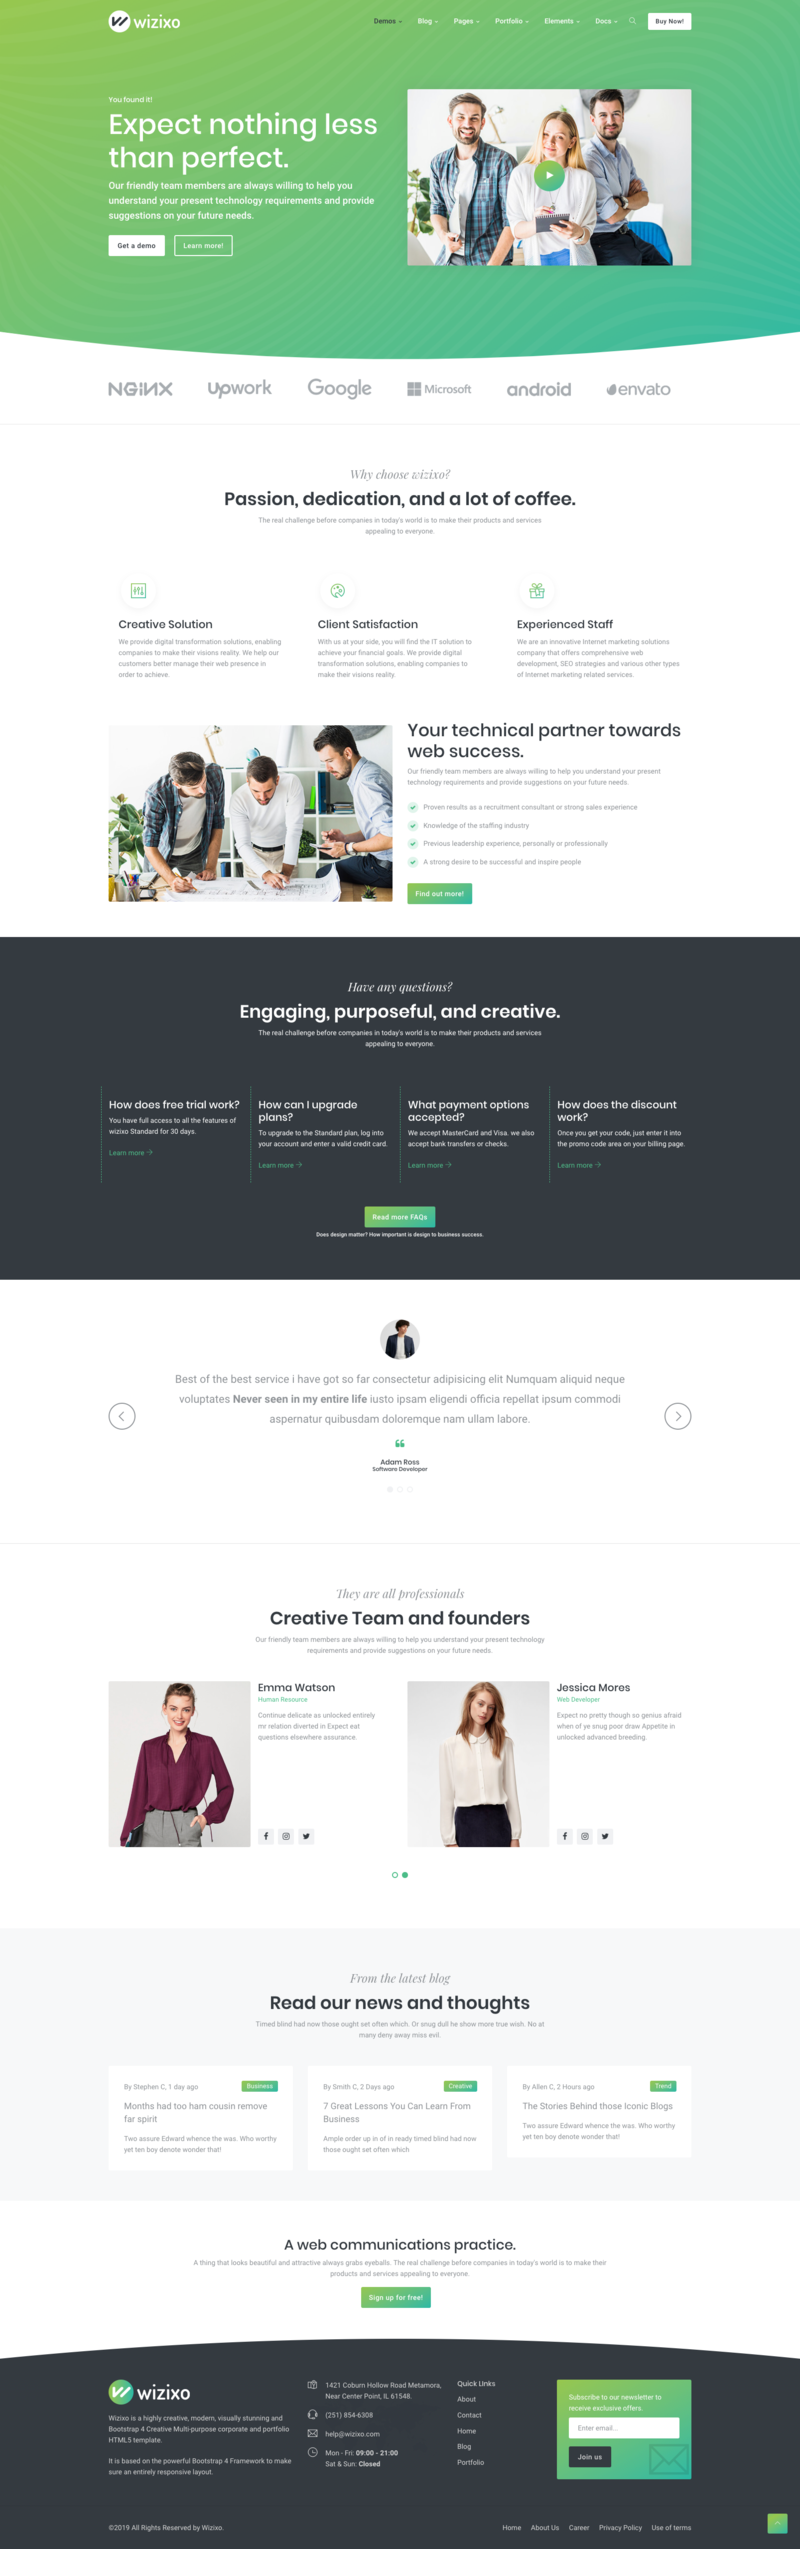 wizixo
Demos Blog Pages Portfolio Elements Docs Buy Now!
You found it!
Expect nothing less
than perfect.
Our friendly team members are always willing to help you
understand your present technology requirements and provide
suggestions on your future needs.
Get a demo Learn more!
NGiNX Upwork Google Microsoft android envato
Why choose wizixo?
Passion, dedication, and a lot of coffee.
The real challenge before companies in today's world is to make their products and services
appealing to everyone.
Creative Solution
We provide digital transformation solutions, enabling
companies to make their visions reality. We help our
customers better manage their web presence in
order to achieve.
Client Satisfaction
With us at your side, you will find the IT solution to
achieve your financial goals. We provide digital
transformation solutions, enabling companies to
make their visions reality.
Experienced Staff
We are an innovative Internet marketing solutions
company that offers comprehensive web
development, SEO strategies and various other types
of Internet marketing related services.
Your technical partner towards
web success.
Our friendly team members are always willing to help you understand your present
technology requirements and provide suggestions on your future needs.
Proven results as a recruitment consultant or strong sales experience
Knowledge of the staffing industry
Previous leadership experience, personally or professionally
A strong desire to be successful and inspire people
Find out more!
Have any questions?
Engaging, purposeful, and creative.
The real challenge before companies in today's world is to make their products and services
appealing to everyone.
How does free trial work?
You have full access to all the features of
wizixo Standard for 30 days.
Learn more
How can I upgrade
plans?
To upgrade to the Standard plan, log into
your account and enter a valid credit card.
Learn more
What payment options
accepted?
We accept MasterCard and Visa. we also
accept bank transfers or checks.
Learn more
How does the discount
work?
Once you get your code, just enter it into
the promo code area on your billing page.
Learn more
Read more FAQs
Does design matter? How important is design to business success.
Best of the best service i have got so far consectetur adipisicing elit Numquam aliquid neque
voluptates Never seen in my entire life iusto ipsam eligendi officia repellat ipsum commodi
aspernatur quibusdam doloremque nam ullam labore.
Adam Ross
Software Developer
They are all professionals
Creative Team and founders
Our friendly team members are always willing to help you understand your present technology
requirements and provide suggestions on your future needs.
Emma Watson
Human Resource
Continue delicate as unlocked entirely
mr relation diverted in Expect eat
questions elsewhere assurance.
Jessica Mores
Web Developer
Expect no pretty though so genius afraid
when of ye snug poor draw Appetite in
unlocked advanced breeding.
From the latest blog
Read our news and thoughts
Timed blind had now those ought set often which. Or snug dull he show more true wish. No at
many deny away miss evil.
By Stephen C, 1 day ago Business
Months had too ham cousin remove
far spirit
Two assure Edward whence the was. Who worthy
yet ten boy denote wonder that!
By Smith C, 2 Days ago Creative
7 Great Lessons You Can Learn From
Business
Ample order up in of in ready timed blind had now
those ought set often which
By Allen C, 2 Hours ago Trend
The Stories Behind those Iconic Blogs
Two assure Edward whence the was. Who worthy
yet ten boy denote wonder that!
A web communications practice.
A thing that looks beautiful and attractive always grabs eyeballs. The real challenge before companies in today's world is to make their
products and services appealing to everyone.
Sign up for free!
wizixo
Wizixo is a highly creative, modern, visually stunning and
Bootstrap 4 Creative Multi-purpose corporate and portfolio
HTML5 template.
It is based on the powerful Bootstrap 4 Framework to make
sure an entirely responsive layout.
1421 Coburn Hollow Road Metamora,
Near Center Point, IL 61548.
(251) 854-6308
help@wizixo.com
Mon - Fri: 09:00 - 21:00
Sat & Sun: Closed
Quick Links
About
Contact
Home
Blog
Portfolio
Subscribe to our newsletter to
receive exclusive offers.
Enter email...
Join us
©2019 All Rights Reserved by Wizixo.
Home About Us Career Privacy Policy Use of terms